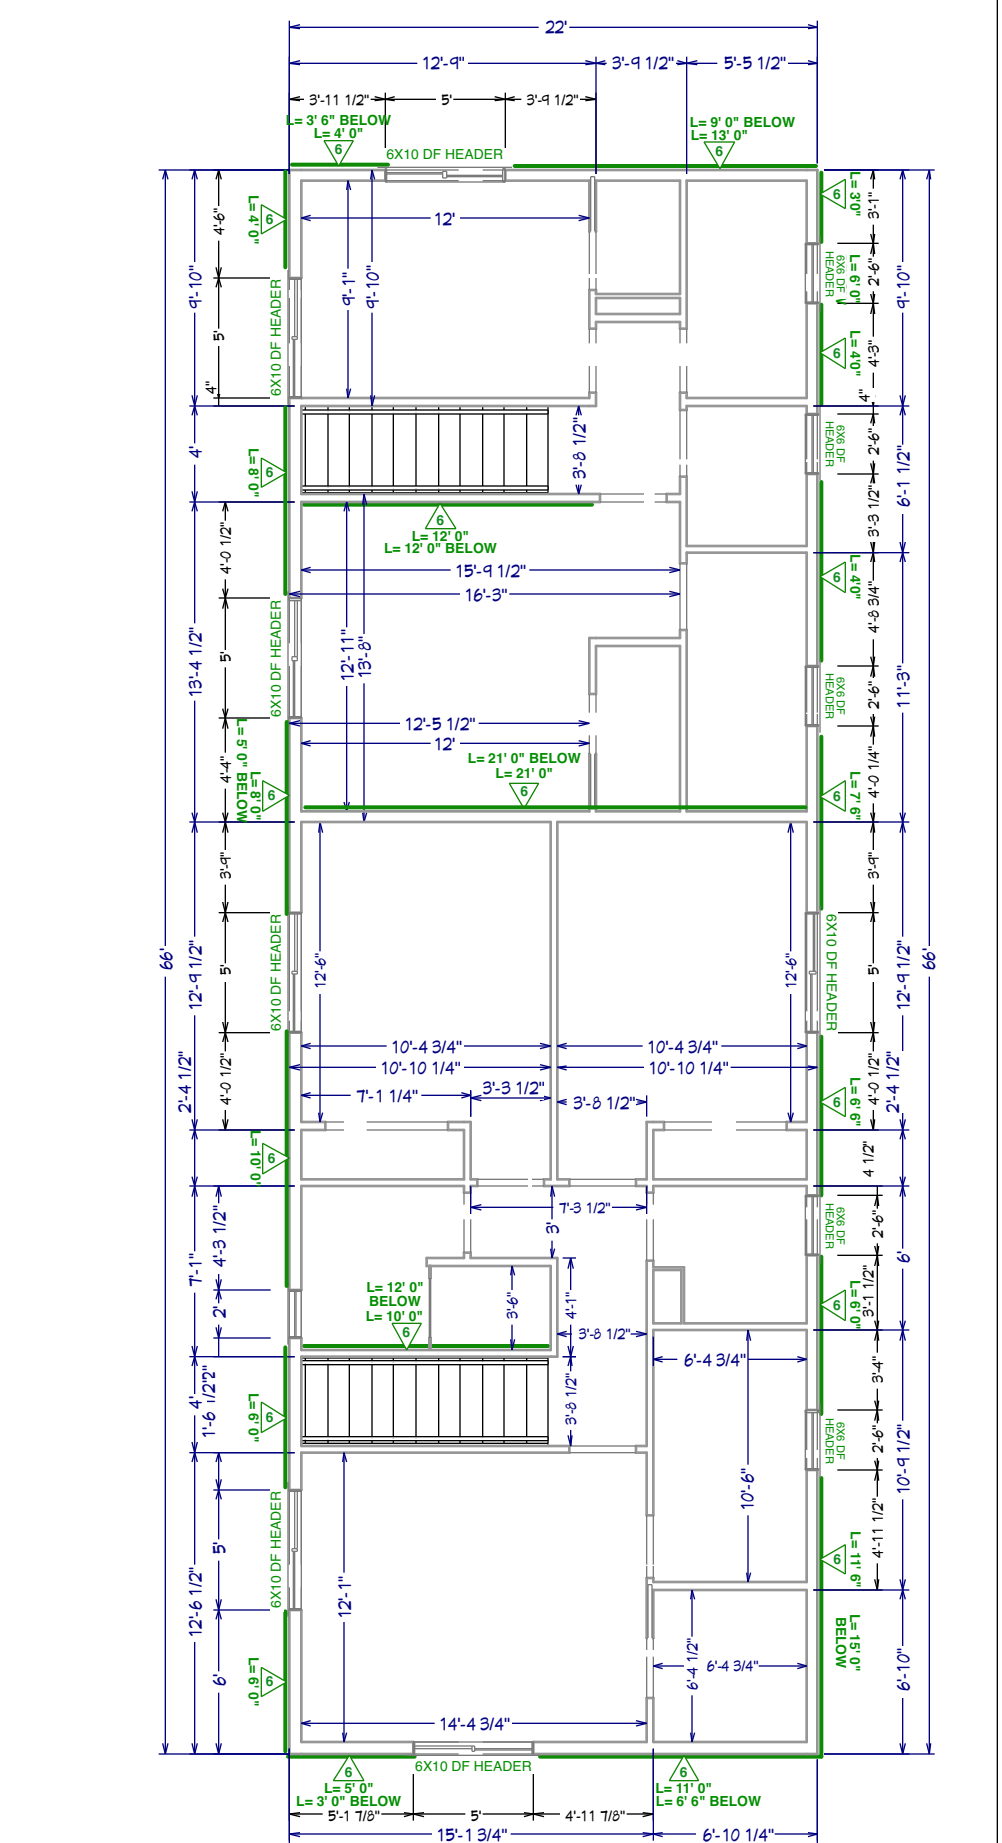 22'
12'-9"
3'-9 1/2"
5'-5 1/2"
3'-11 1/2"
5'
3'-9 1/2"
L= 3' 6" BELOW
L= 4' 0"
6
6X10 DF HEADER
L= 9' 0" BELOW
L= 13' 0"
6
L= 4' 0"
6
4'-6"
9'-10"
5'
4"
6X10 DF HEADER
12'
9'-1"
9'-10"
6
L= 3'0"
3'-1"
6X6 DF
HEADER
L= 6' 0"
2'-6"
9'-10"
6
L= 4'0"
4'-3"
4"
4'
L= 8' 0"
6
3'-8 1/2"
6X6 DF
HEADER
2'-6"
6'-1 1/2"
3'-3 1/2"
6
L= 12' 0"
L= 12' 0" BELOW
15'-9 1/2"
16'-3"
4'-0 1/2"
5'
13'-4 1/2"
4'-4"
6X10 DF HEADER
12'-11"
13'-8"
6
L= 4'0"
4'-8 3/4"
6X6 DF
HEADER
2'-6"
11'-3"
12'-5 1/2"
12'
L= 21' 0" BELOW
L= 21' 0"
6
L= 5' 0" BELOW
L= 8' 0"
6
6
L= 7' 6"
4'-0 1/4"
3'-9"
3'-9"
66'
12'-9 1/2"
5'
6X10 DF HEADER
12'-6"
12'-6"
6X10 DF HEADER
5'
12'-9 1/2"
66'
10'-4 3/4"
10'-4 3/4"
10'-10 1/4"
10'-10 1/4"
7'-1 1/4"
3'-3 1/2"
3'-8 1/2"
2'-4 1/2"
4'-0 1/2"
6
L= 6' 6"
4'-0 1/2"
2'-4 1/2"
L= 10' 0"
6
4 1/2"
7'-3 1/2"
3'
4'-3 1/2"
7'-1"
2'
6X6 DF
HEADER
2'-6"
6'
3'-1 1/2"
6
L= 6' 0"
L= 12' 0"
BELOW
L= 10' 0"
6
3'-6"
4'-1"
3'-8 1/2"
6'-4 3/4"
3'-4"
4'
1'-6 1/2"
L= 6' 0"
6
3'-8 1/2"
6X6 DF
HEADER
2'-6"
10'-9 1/2"
10'-6"
4'-11 1/2"
5'
6X10 DF HEADER
12'-6 1/2"
12'-1"
6
L= 11' 6"
L= 15' 0"
BELOW
6'
L= 6' 0"
6
6'-4 1/2"
6'-4 3/4"
6'-10"
14'-4 3/4"
6
L= 5' 0"
L= 3' 0" BELOW
6X10 DF HEADER
6
L= 11' 0"
L= 6' 6" BELOW
5'-1 7/8"
5'
4'-11 7/8"
15'-1 3/4"
6'-10 1/4"